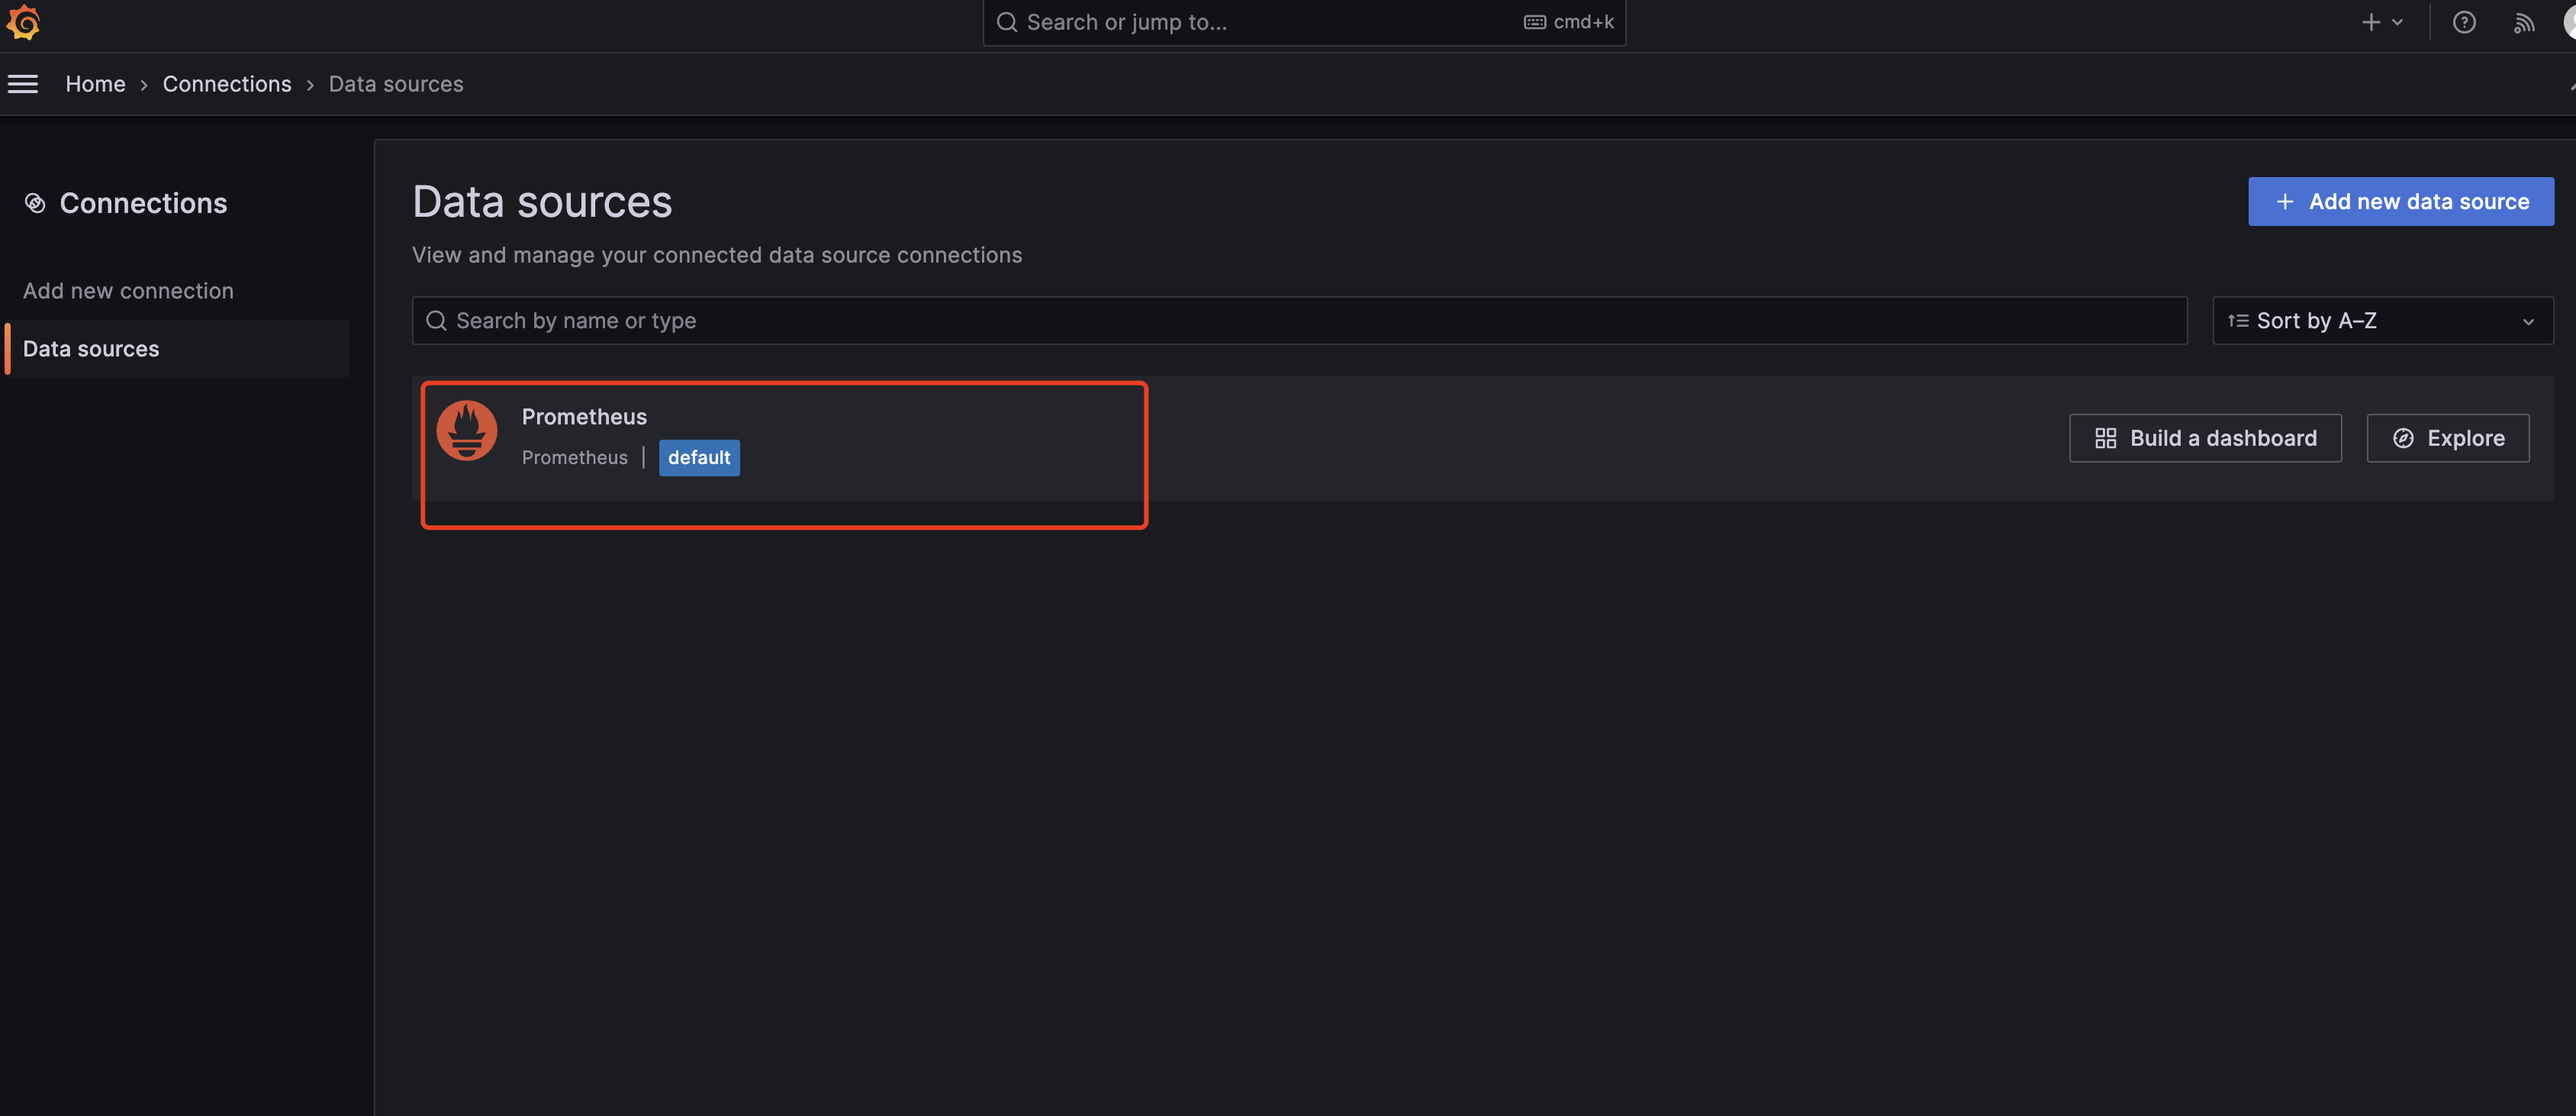 Search or jump to... cmd+k
Home › Connections › Data sources
Connections
Add new connection
Data sources
Data sources
Add new data source
View and manage your connected data source connections
Search by name or type
Sort by A–Z
Prometheus
Prometheus | default
Build a dashboard
Explore